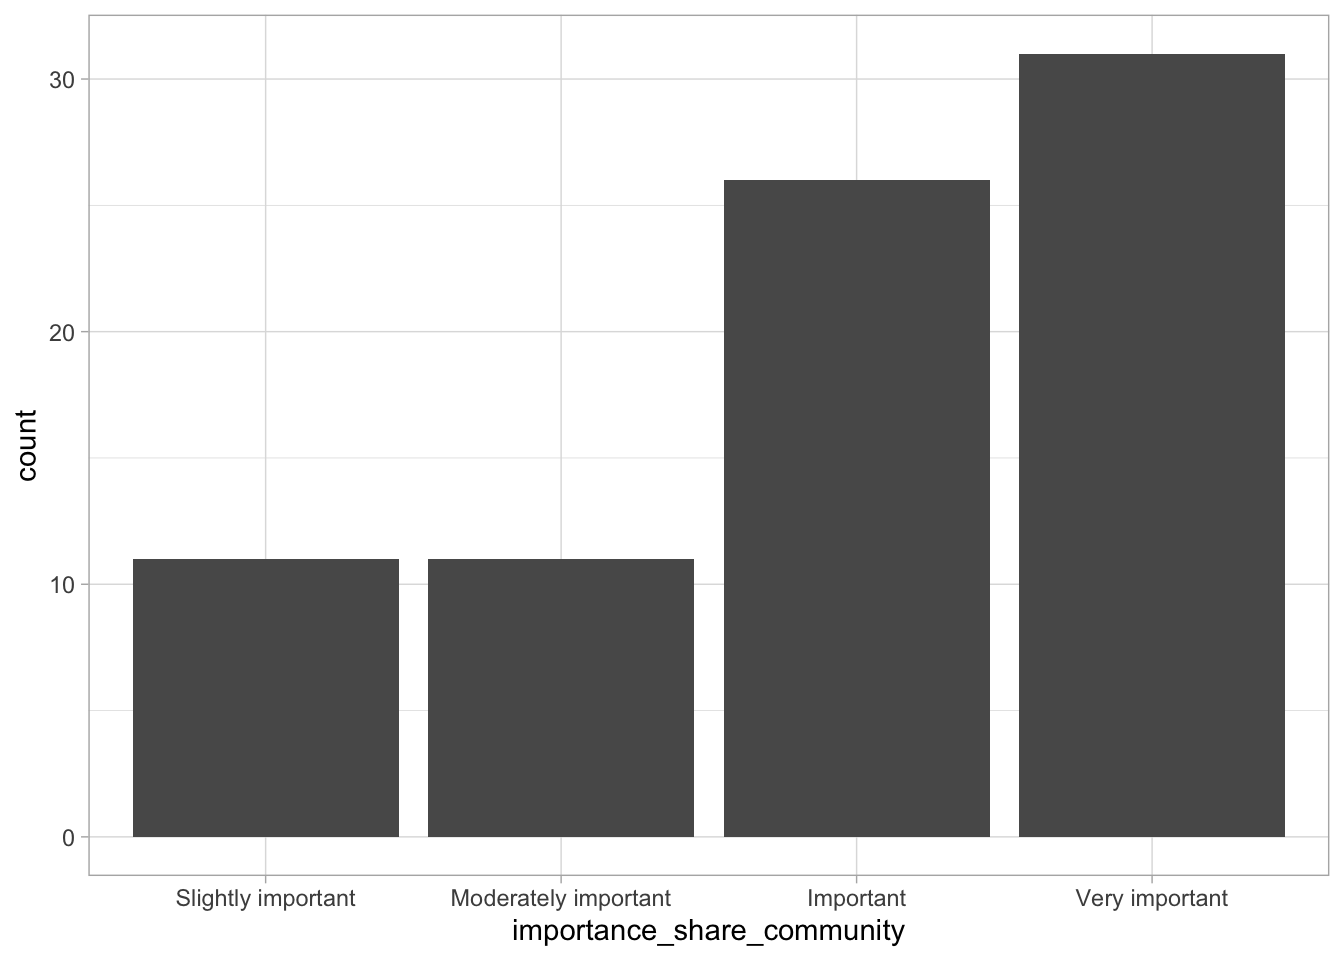 30
20
10
0
count
Slightly important
Moderately important
Important
Very important
importance_share_community